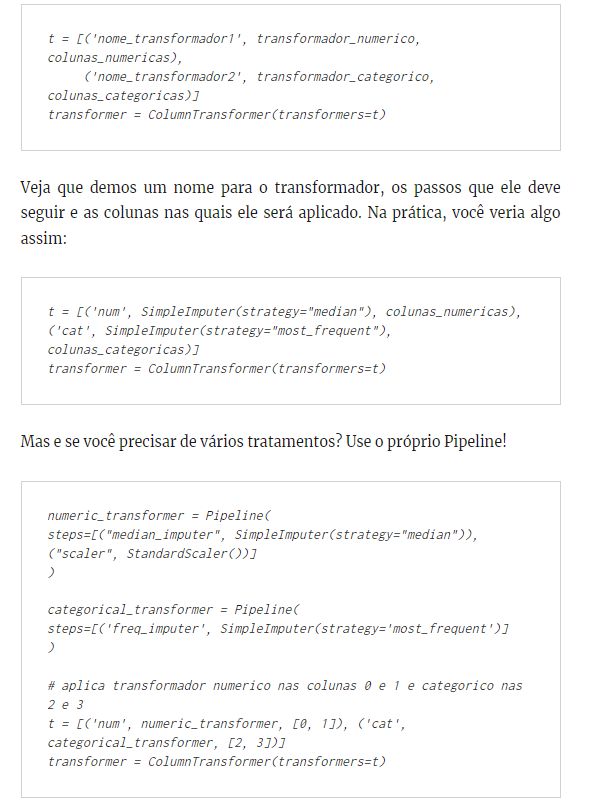 t = [('nome_transformador1', transformador_numerico,
colunas_numericas),
('nome_transformador2', transformador_categorico,
colunas_categoricas)]
transformer = ColumnTransformer(transformers=t)
Veja que demos um nome para o transformador, os passos que ele deve
seguir e as colunas nas quais ele será aplicado. Na prática, você veria algo
assim:
t = [('num', SimpleImputer(strategy="median"), colunas_numericas),
('cat', SimpleImputer(strategy="most_frequent"),
colunas_categoricas)]
transformer = ColumnTransformer(transformers=t)
Mas e se você precisar de vários tratamentos? Use o próprio Pipeline!
numeric_transformer = Pipeline(
steps=[("median_imputer", SimpleImputer(strategy="median")),
("scaler", StandardScaler())]
)
categorical_transformer = Pipeline(
steps=[('freq_imputer', SimpleImputer(strategy='most_frequent')]
)
# aplica transformador numerico nas colunas 0 e 1 e categorico nas
2 e 3
t = [('num', numeric_transformer, [0, 1]), ('cat',
categorical_transformer, [2, 3])]
transformer = ColumnTransformer(transformers=t)